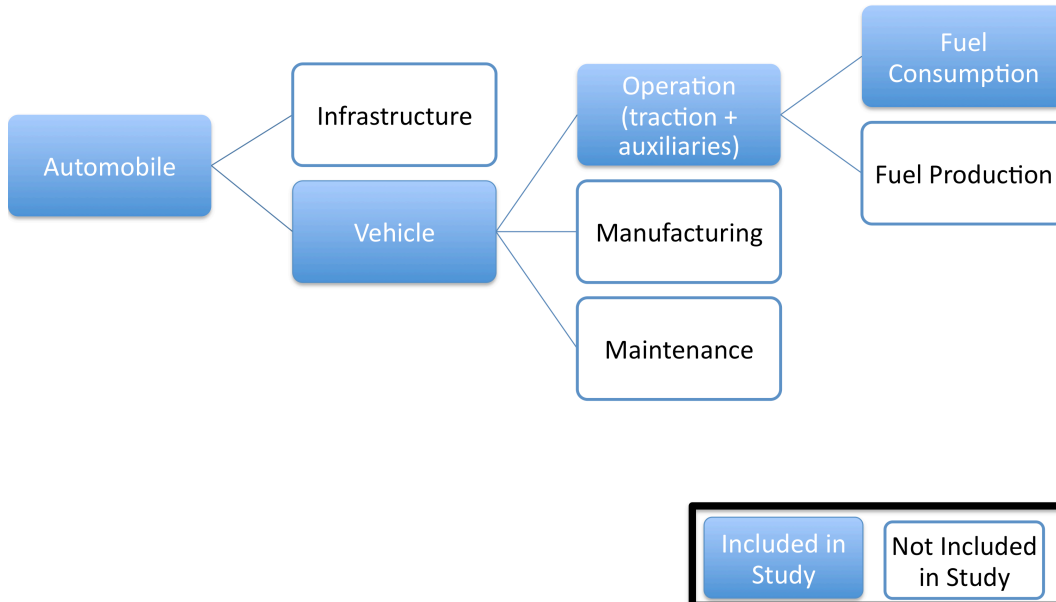 Automobile
Infrastructure
Vehicle
Operation
(traction +
auxiliaries)
Manufacturing
Maintenance
Fuel
Consumption
Fuel Production
Included in
Study
Not Included
in Study